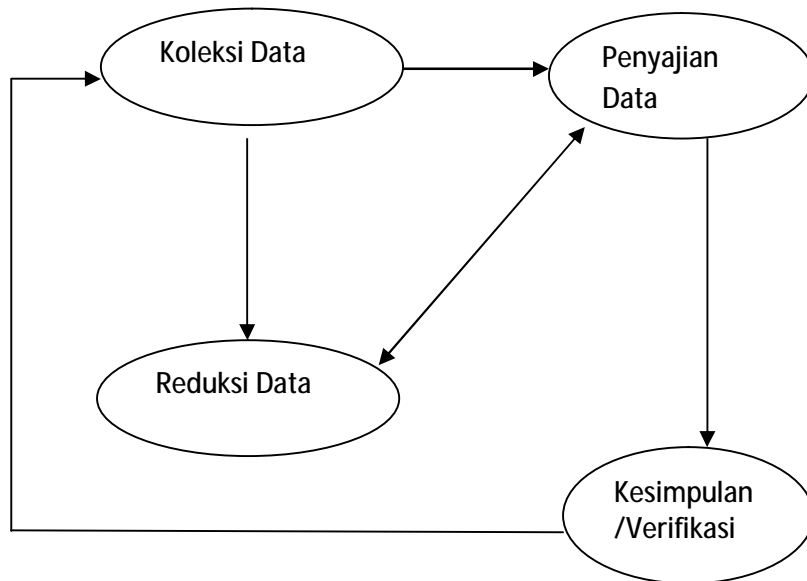 Koleksi Data
Penyajian
Data
Reduksi Data
Kesimpulan
/Verifikasi